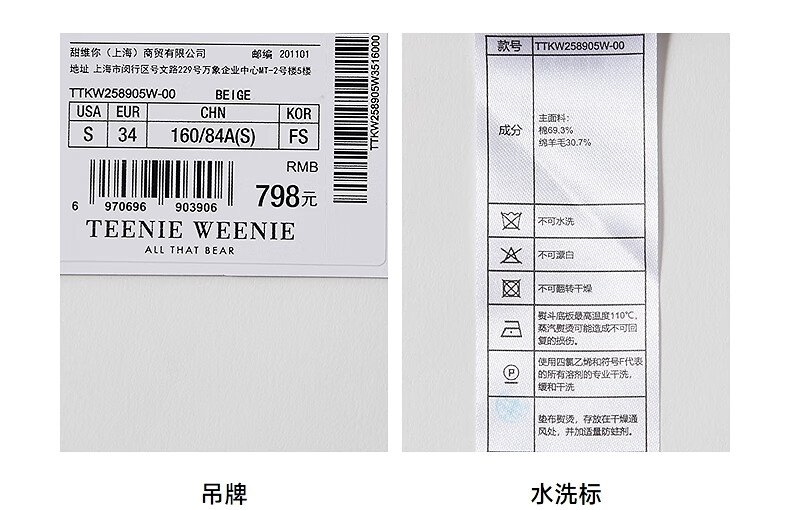 甜维你（上海）商贸有限公司 邮编 201101
地址 上海市闵行区号文路229号万象企业中心MT-2号楼5楼
TTKW258905W-00 BEIGE
USA EUR CHN KOR
S 34 160/84A(S) FS
RMB
798元
6 970696 903906
TEENIE WEENIE
ALL THAT BEAR
TTKW258905W3516000
款号 TTKW258905W-00
成分
主面料：
棉69.3%
绵羊毛30.7%
不可水洗
不可漂白
不可翻转干燥
熨斗底板最高温度110℃，
蒸汽熨烫可能造成不可回
复的损伤。
P
使用四氯乙烯和符号F代表
的所有溶剂的专业干洗，
缓和干洗
垫布熨烫，存放在干燥通
风处，并加适量防蛀剂。
吊牌
水洗标